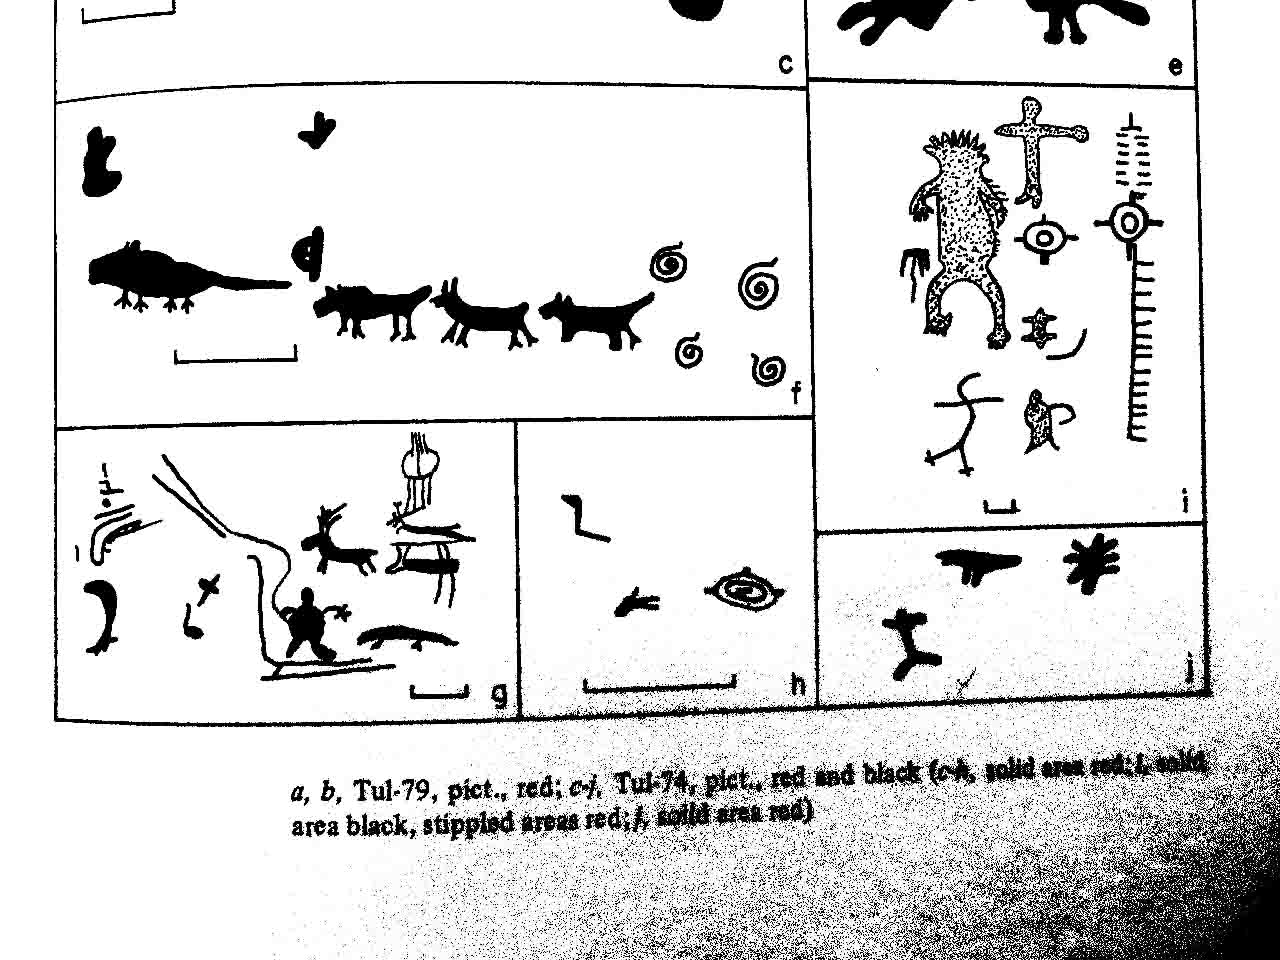 c
e
f
i
g
h
j
a, b, Tul-79, pict., red; c-j, Tul-74, pict., red and black (c-h, solid area red; i, solid
area black, stippled areas red; j, solid area red)